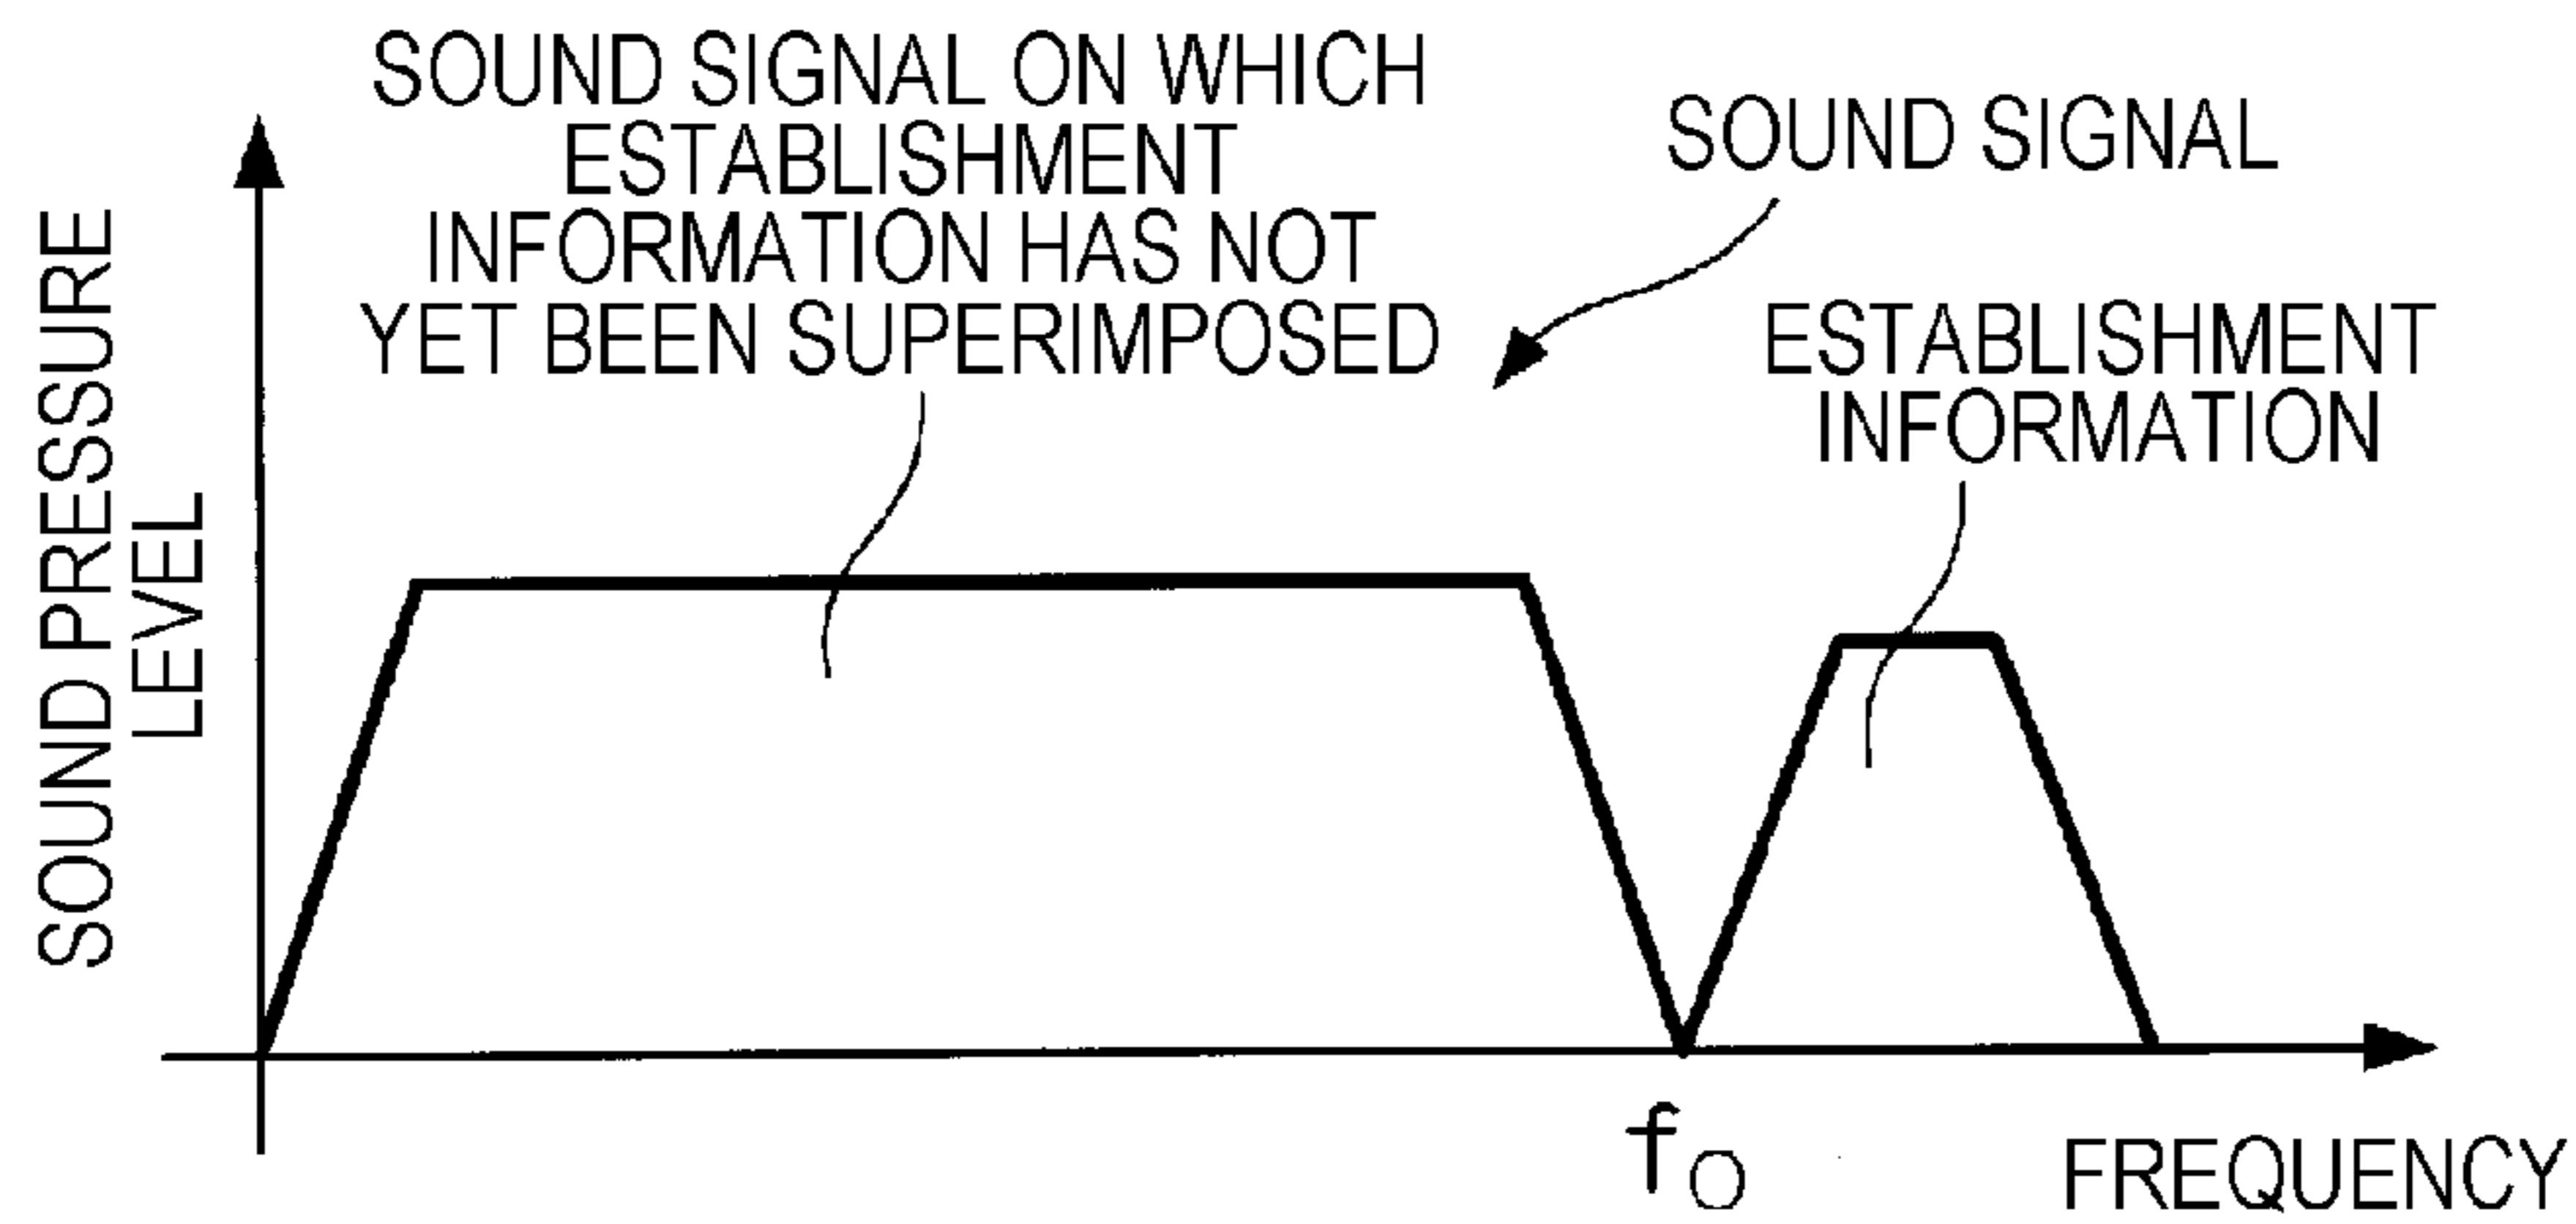 SOUND SIGNAL ON WHICH
ESTABLISHMENT
INFORMATION HAS NOT
YET BEEN SUPERIMPOSED
SOUND SIGNAL
ESTABLISHMENT
INFORMATION
SOUND PRESSURE
LEVEL
fO
FREQUENCY